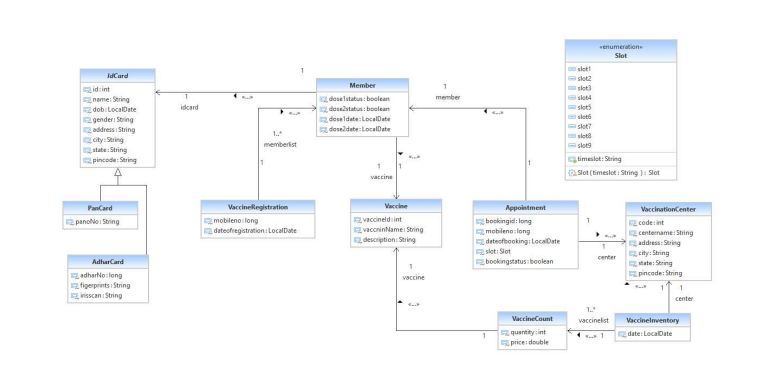 «enumeration»
Slot
slot1
slot2
slot3
slot4
slot5
slot6
slot7
slot8
slot9
timeslot: String
Slot ( timeslot : String ) : Slot
IdCard
id: int
name: String
dob: LocalDate
gender: String
address: String
city: String
state: String
pincode: String
1
1
idcard
«...»
Member
dose1status: boolean
dose2status: boolean
dose1date: LocalDate
dose2date: LocalDate
1
member
«...»
1
«...»
1..*
memberlist
1
«...»
1
1
vaccine
PanCard
panoNo: String
VaccineRegistration
mobileno: long
dateofregistration: LocalDate
Vaccine
vaccineId: int
vaccninName: String
description: String
Appointment
bookingid: long
mobileno: long
dateofbooking: LocalDate
slot: Slot
bookingstatus: boolean
1
«...»
1
center
VaccinationCenter
code: int
centername: String
address: String
city: String
state: String
pincode: String
AdharCard
adharNo: long
figerprints: String
irisscan: String
1
vaccine
«...»
«...»
1
1
center
VaccineCount
quantity: int
price: double
1
1..*
vaccinelist
«...»
1
VaccineInventory
date: LocalDate